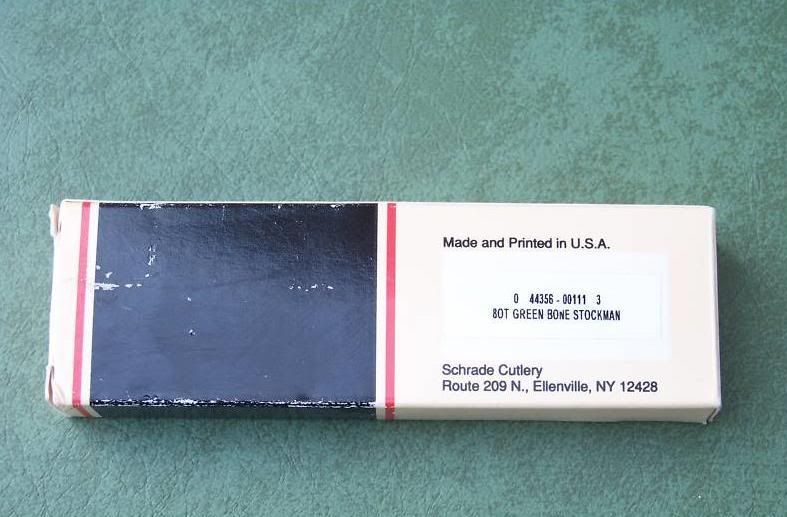 Made and Printed in U.S.A.
0 44356 - 00111 3
8OT GREEN BONE STOCKMAN
Schrade Cutlery
Route 209 N., Ellenville, NY 12428